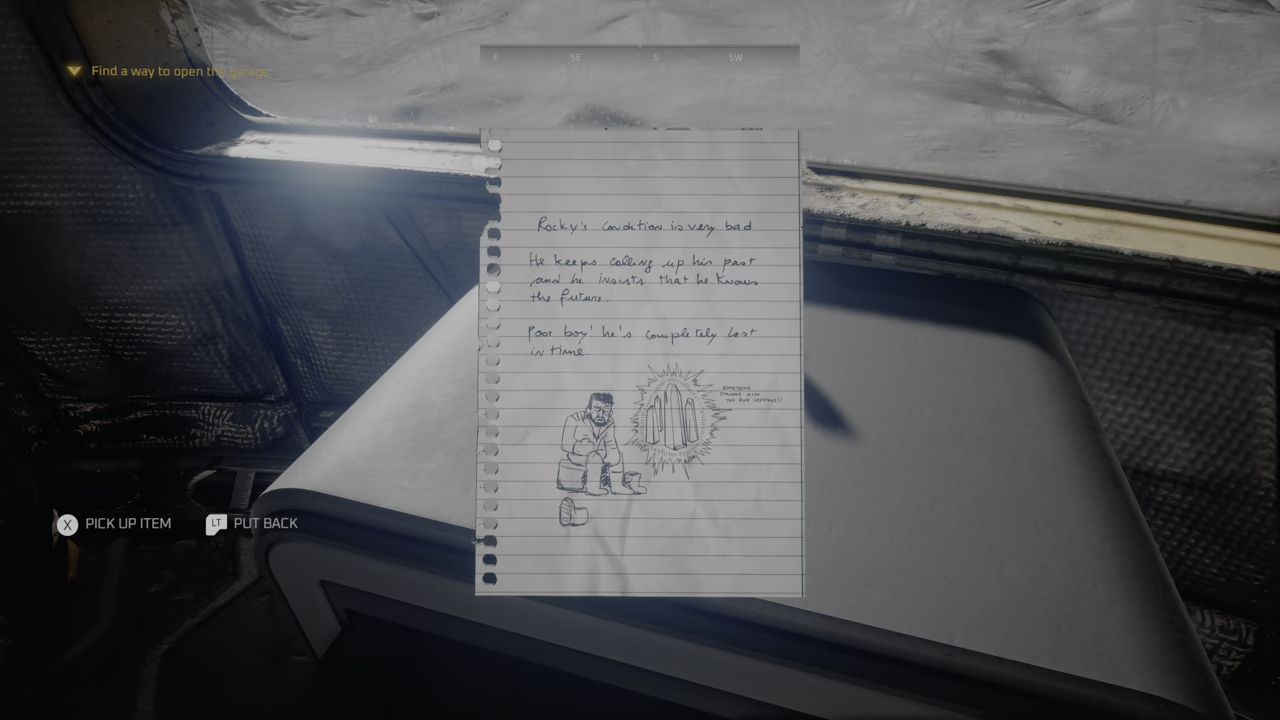 E SE S SW
Find a way to open the garage
Rocky's condition is very bad
He keeps calling up his past
and he insists that he knows
the future.
Poor boy! he's completely lost
in time.
SOMETHING
STRANGE WITH
THE BLUE CRYSTALS!!
X PICK UP ITEM LT PUT BACK